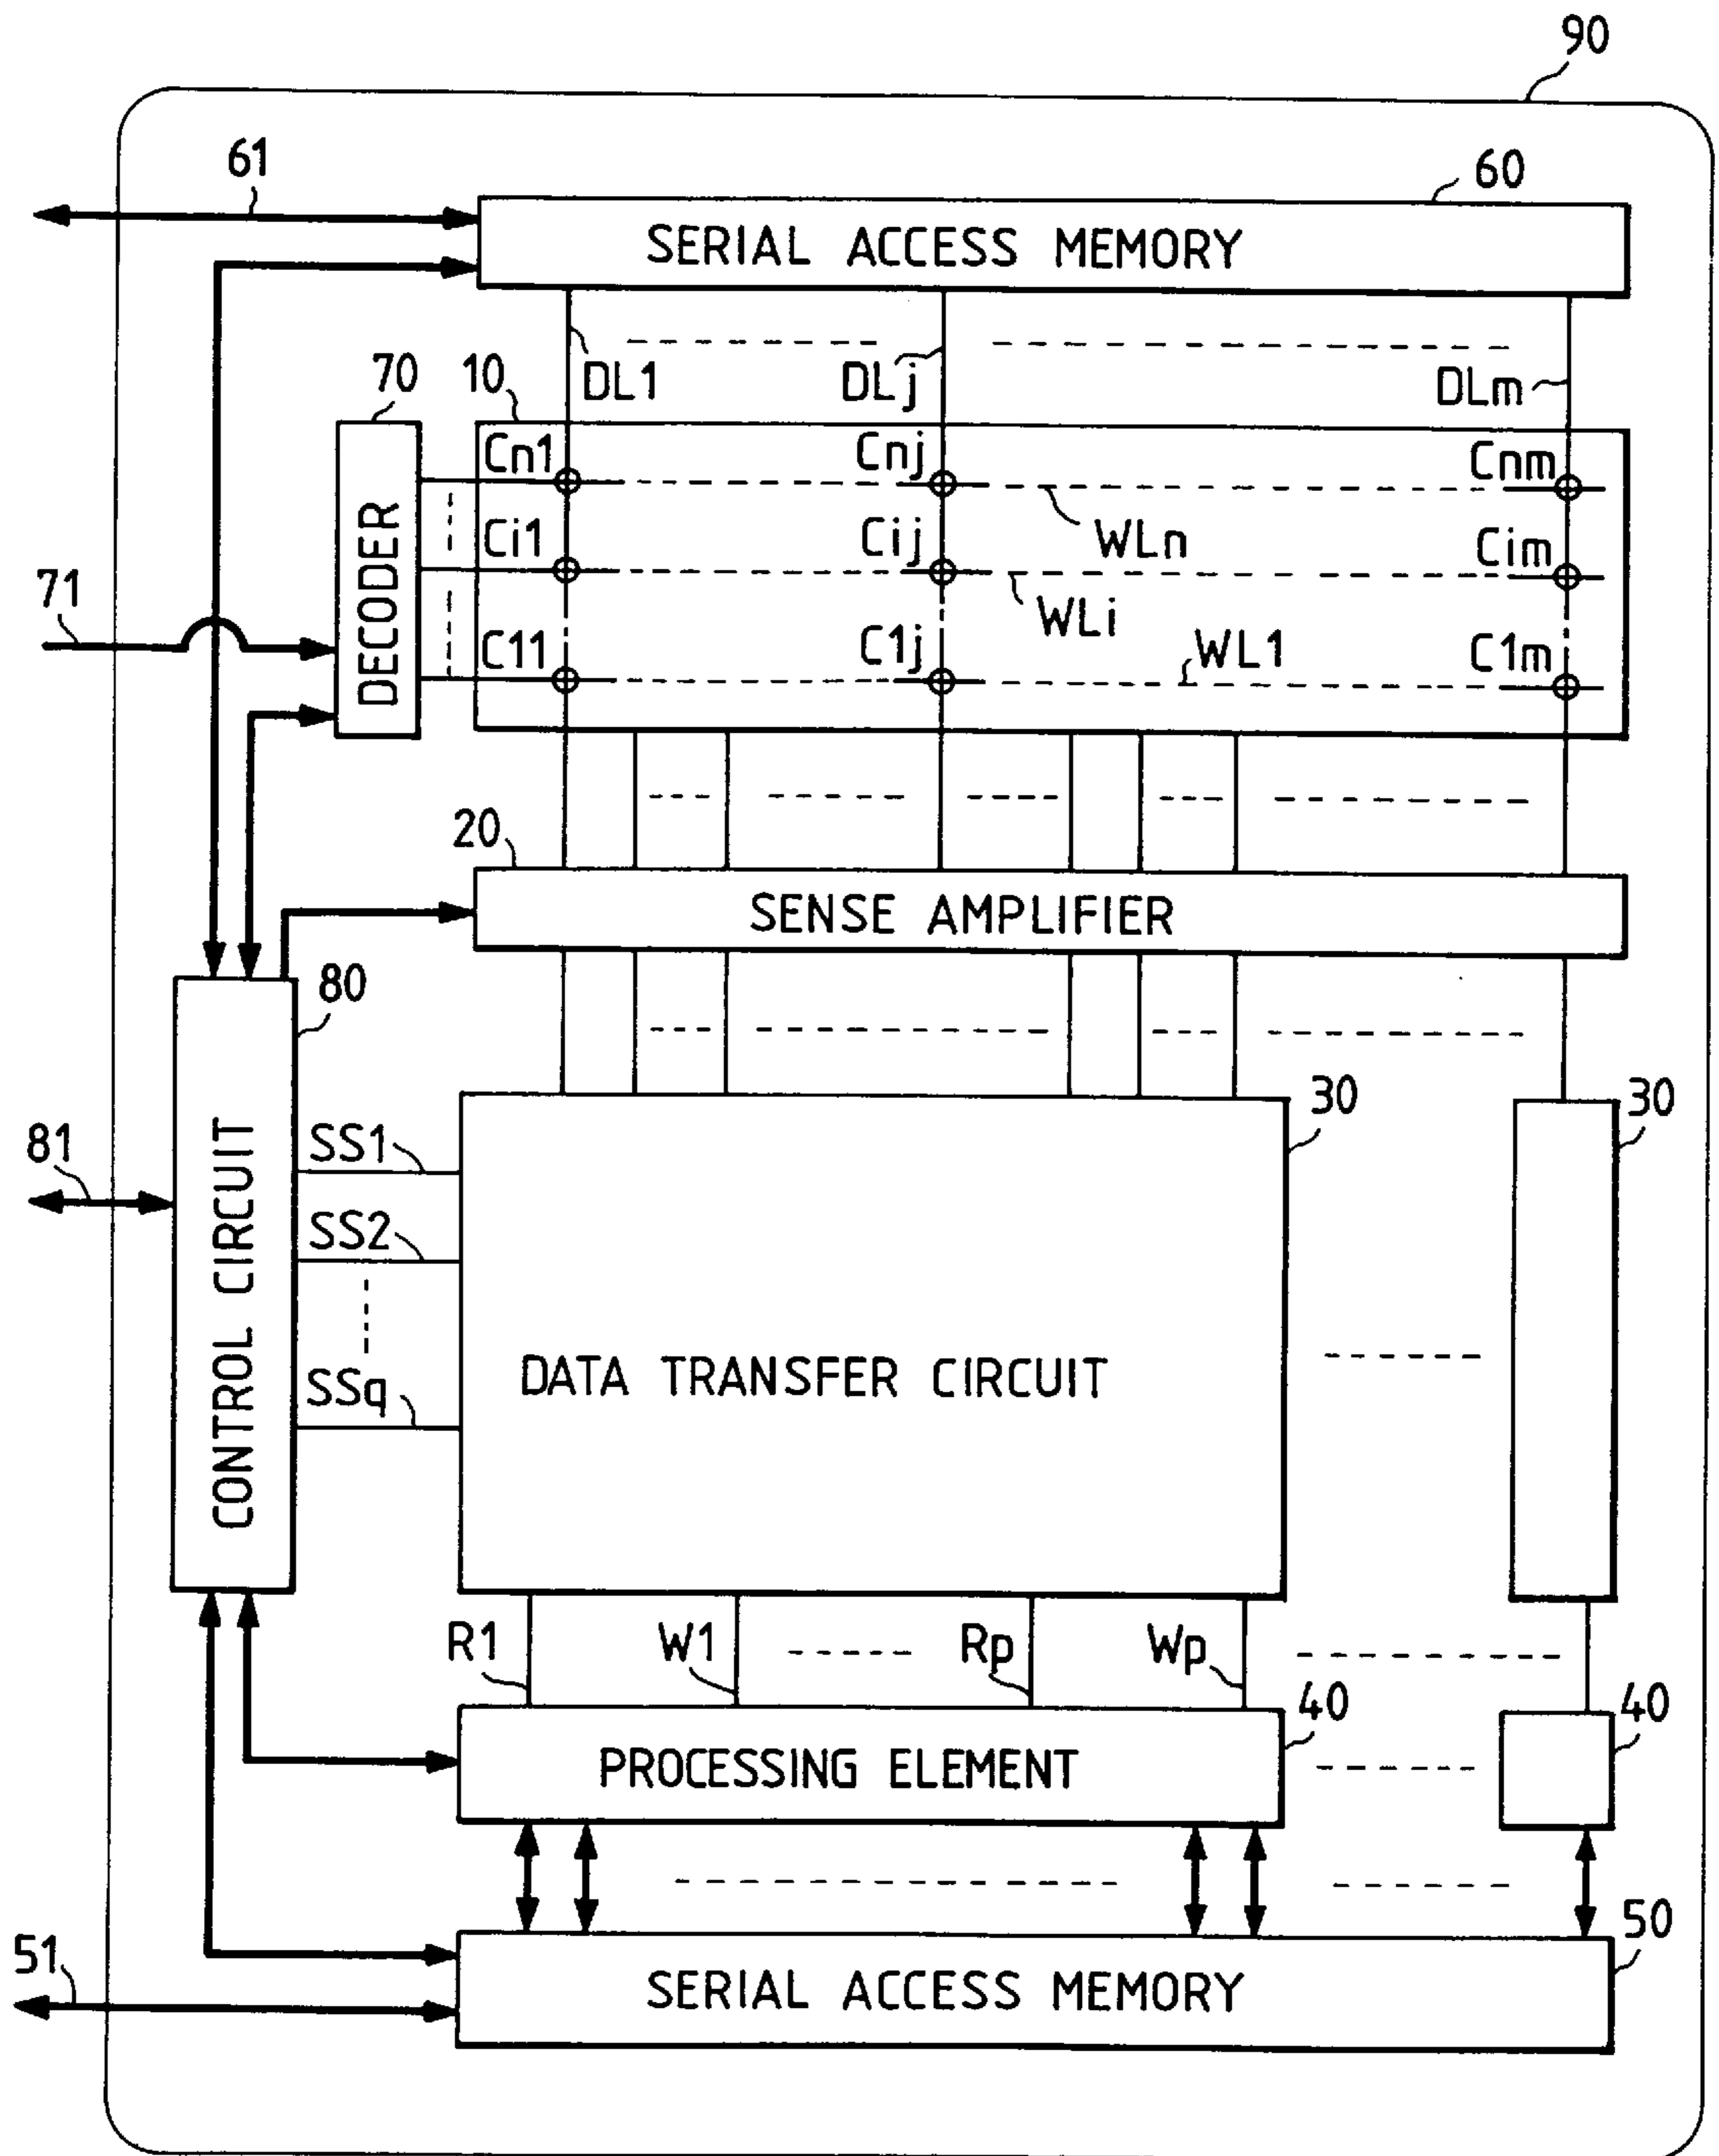 90
61
60
SERIAL ACCESS MEMORY
DL1
DLj
DLm
70
10
DECODER
Cn1
Cnj
Cnm
WLn
Ci1
Cij
Cim
WLi
71
C11
C1j
WL1
C1m
20
SENSE AMPLIFIER
80
CONTROL CIRCUIT
30
30
81
SS1
SS2
SSq
DATA TRANSFER CIRCUIT
R1
W1
Rp
Wp
40
40
PROCESSING ELEMENT
50
51
SERIAL ACCESS MEMORY